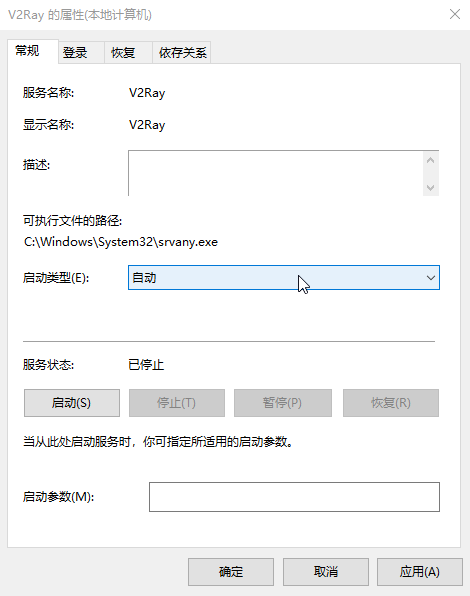 V2Ray 的属性(本地计算机)
常规 登录 恢复 依存关系
服务名称: V2Ray
显示名称: V2Ray
描述:
可执行文件的路径:
C:\Windows\System32\srvany.exe
启动类型(E): 自动
服务状态: 已停止
启动(S) 停止(T) 暂停(P) 恢复(R)
当从此处启动服务时，你可指定所适用的启动参数。
启动参数(M):
确定 取消 应用(A)